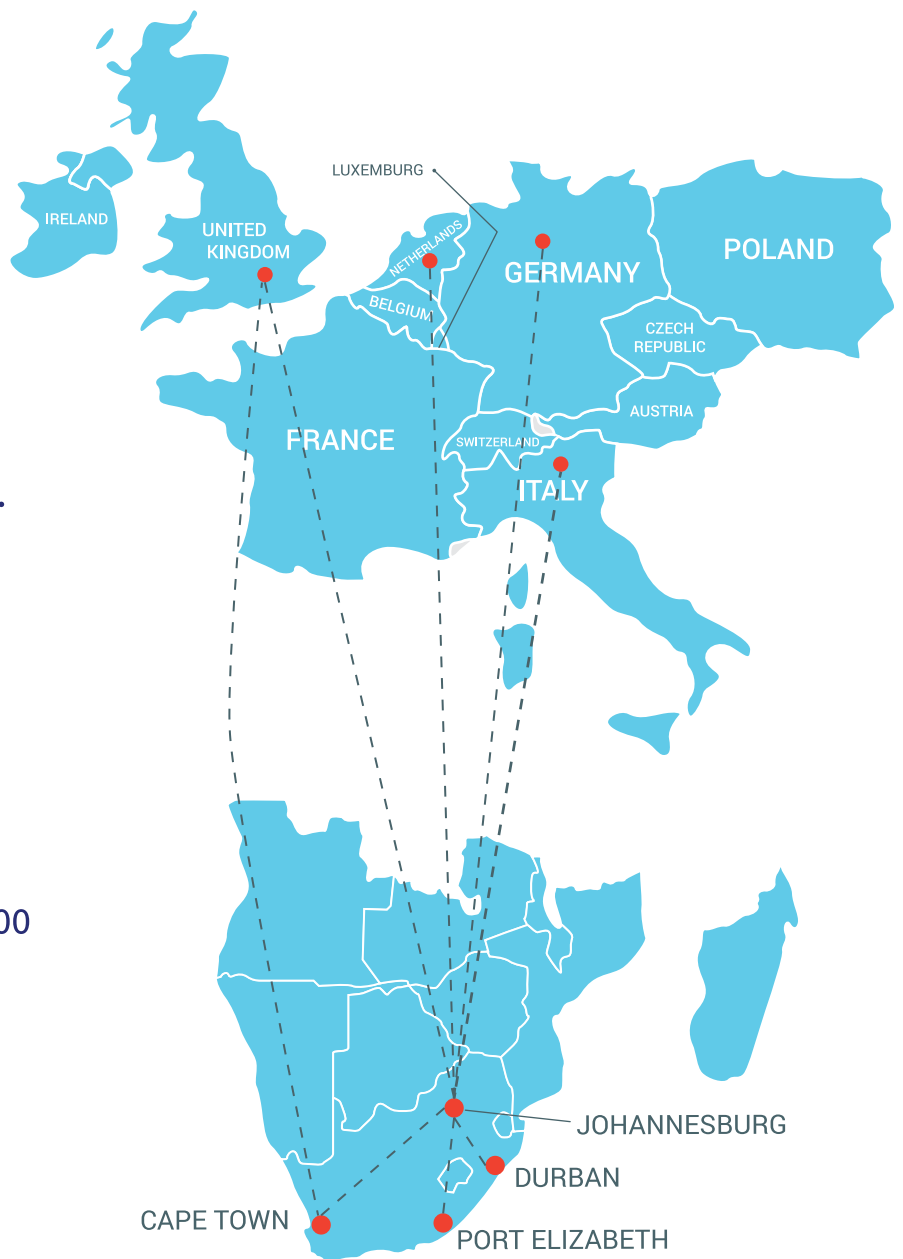 LUXEMBURG
IRELAND
UNITED
KINGDOM
NETHERLANDS
BELGIUM
GERMANY
POLAND
CZECH
REPUBLIC
AUSTRIA
FRANCE
SWITZERLAND
ITALY
.
00
JOHANNESBURG
DURBAN
CAPE TOWN
PORT ELIZABETH